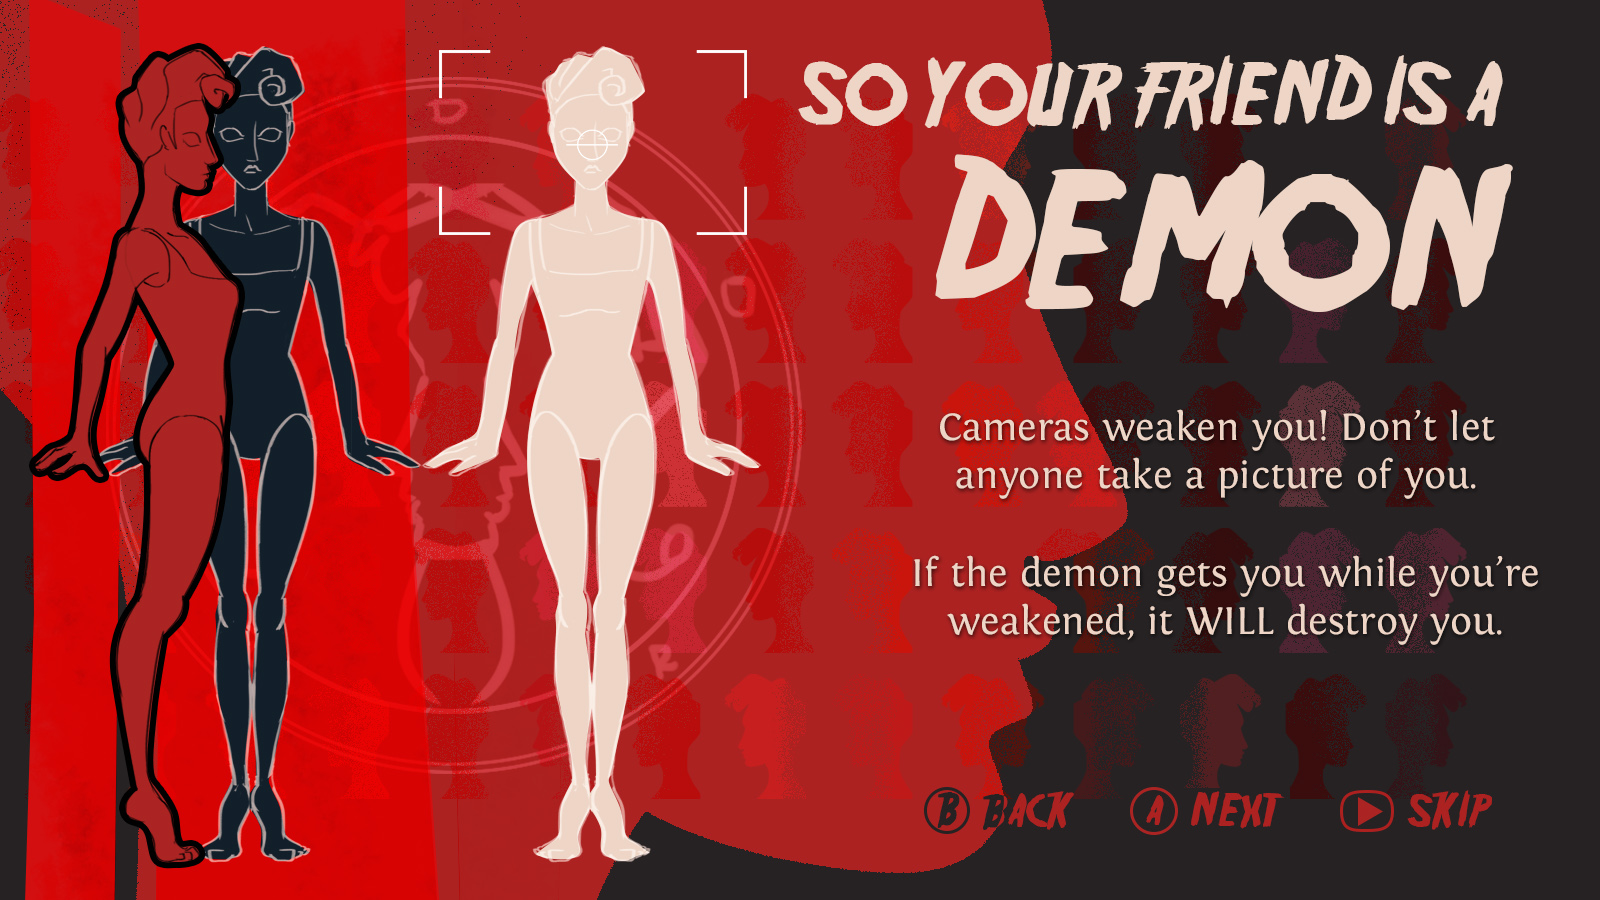 SO YOUR FRIEND IS A
DEMON
Cameras weaken you! Don't let
anyone take a picture of you.
If the demon gets you while you're
weakened, it WILL destroy you.
B BACK A NEXT SKIP